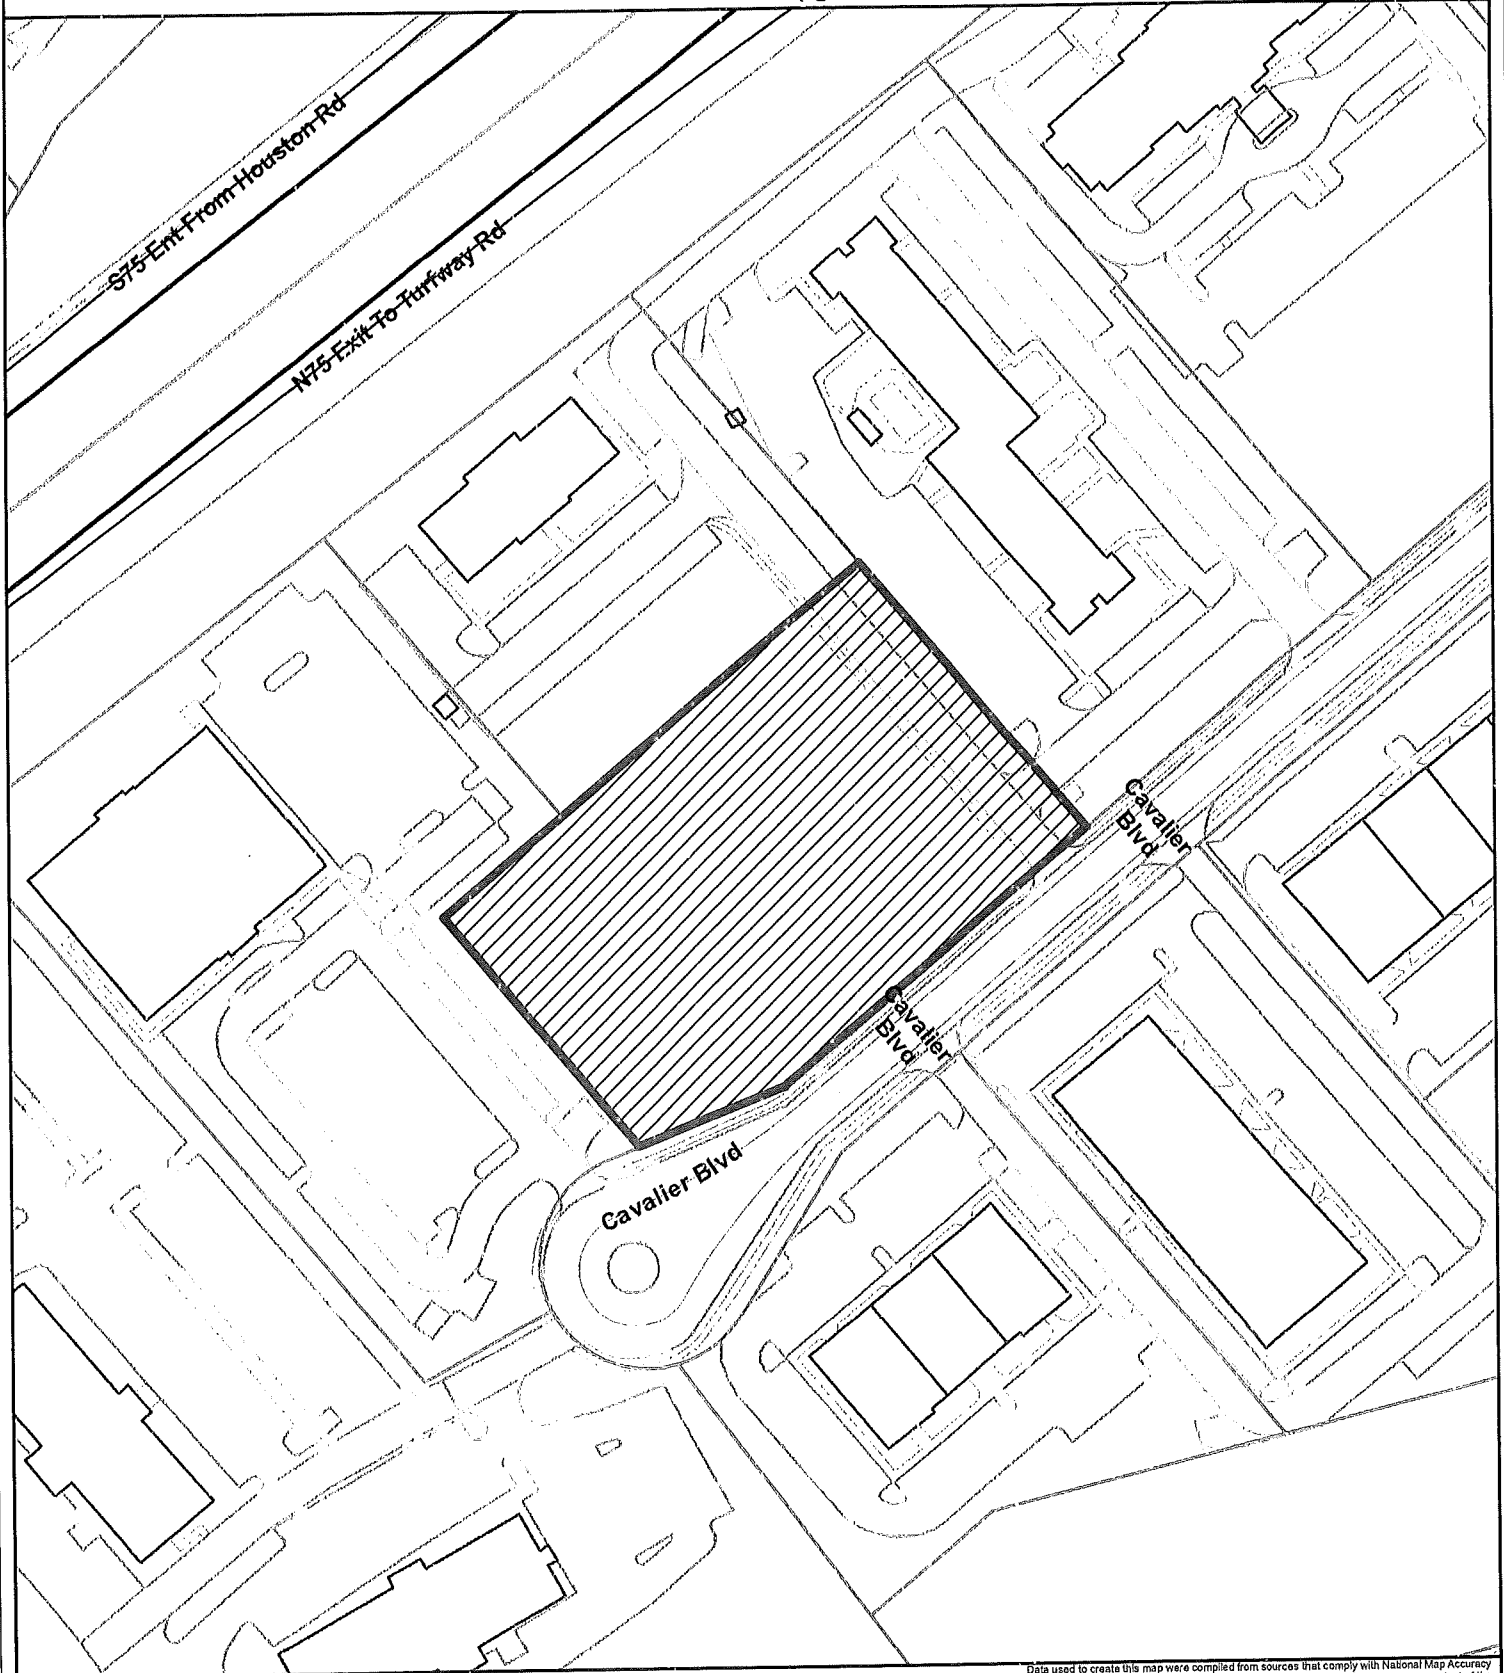 S75 Ent From Houston Rd
N75 Exit To Turfway Rd
Cavalier
Blvd
Cavalier
Blvd
Cavalier Blvd
Data used to create this map were compiled from sources that comply with National Map Accuracy